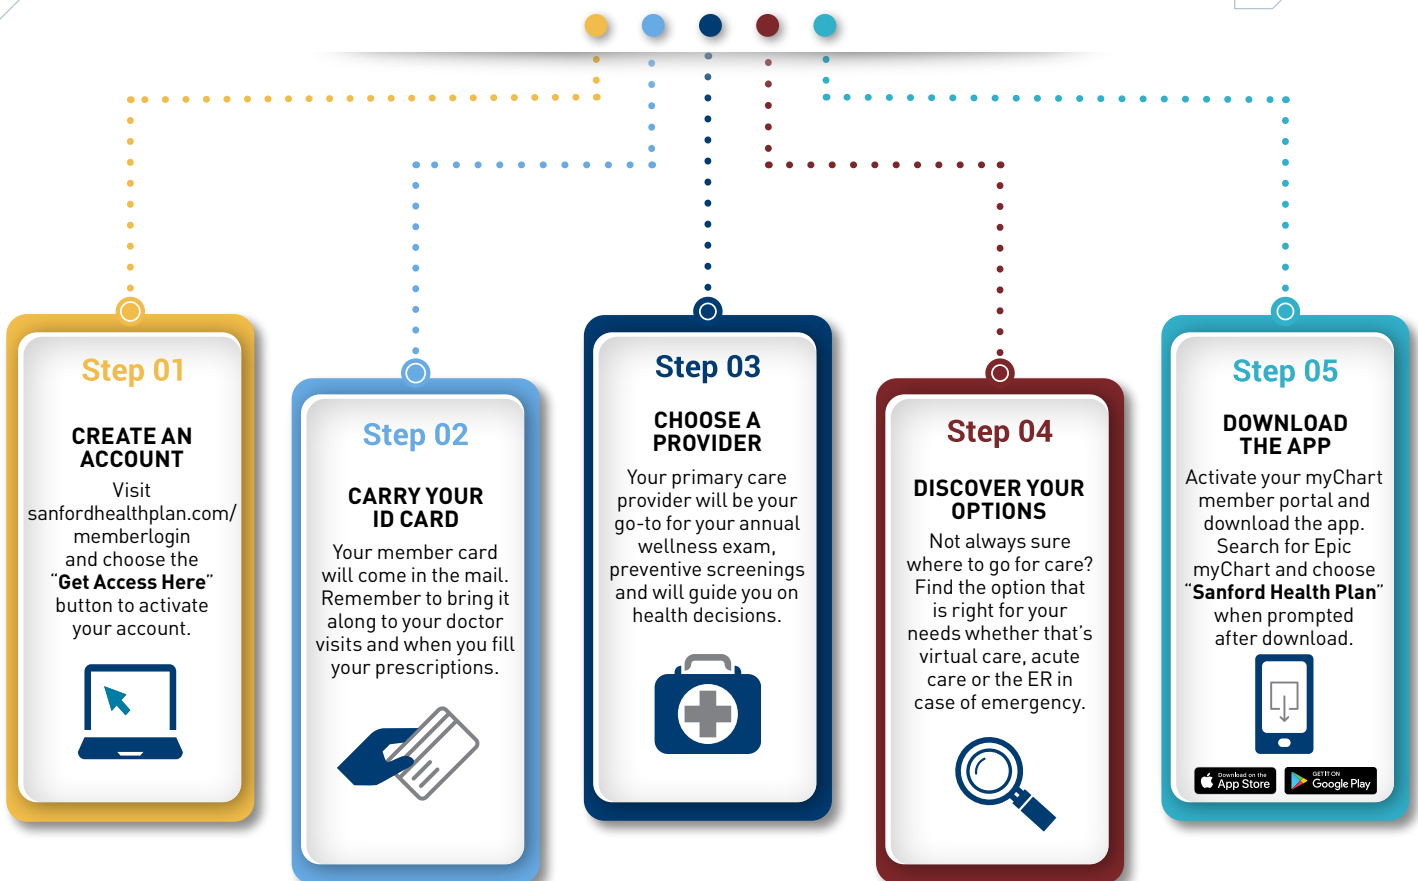 Step 01
CREATE AN
ACCOUNT
Visit
sanfordhealthplan.com/
memberlogin
and choose the
“Get Access Here”
button to activate
your account.
Step 02
CARRY YOUR
ID CARD
Your member card
will come in the mail.
Remember to bring it
along to your doctor
visits and when you fill
your prescriptions.
Step 03
CHOOSE A
PROVIDER
Your primary care
provider will be your
go-to for your annual
wellness exam,
preventive screenings
and will guide you on
health decisions.
Step 04
DISCOVER YOUR
OPTIONS
Not always sure
where to go for care?
Find the option that
is right for your
needs whether that’s
virtual care, acute
care or the ER in
case of emergency.
Step 05
DOWNLOAD
THE APP
Activate your myChart
member portal and
download the app.
Search for Epic
myChart and choose
“Sanford Health Plan”
when prompted
after download.
Download on the
App Store
GET IT ON
Google Play